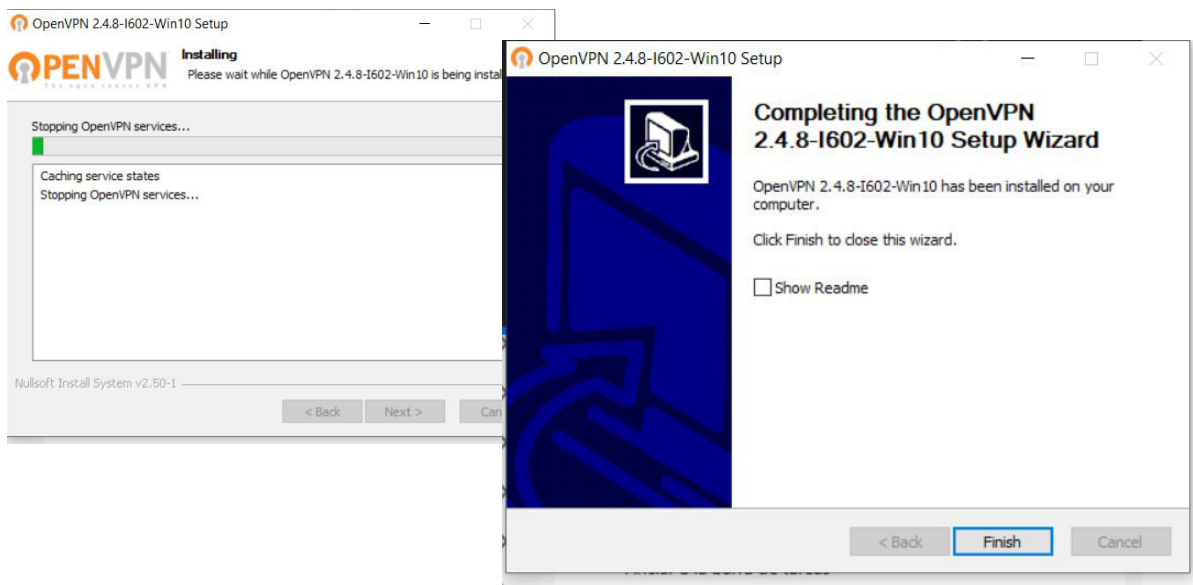 OpenVPN 2.4.8-I602-Win10 Setup
OPENVPN
The open source VPN
Installing
Please wait while OpenVPN 2.4.8-I602-Win10 is being
Stopping OpenVPN services...
Caching service states
Stopping OpenVPN services...
Nullsoft Install System v2.50-1
< Back Next > Can
OpenVPN 2.4.8-I602-Win10 Setup
Completing the OpenVPN
2.4.8-I602-Win10 Setup Wizard
OpenVPN 2.4.8-I602-Win10 has been installed on your
computer.
Click Finish to close this wizard.
Show Readme
< Back Finish Cancel